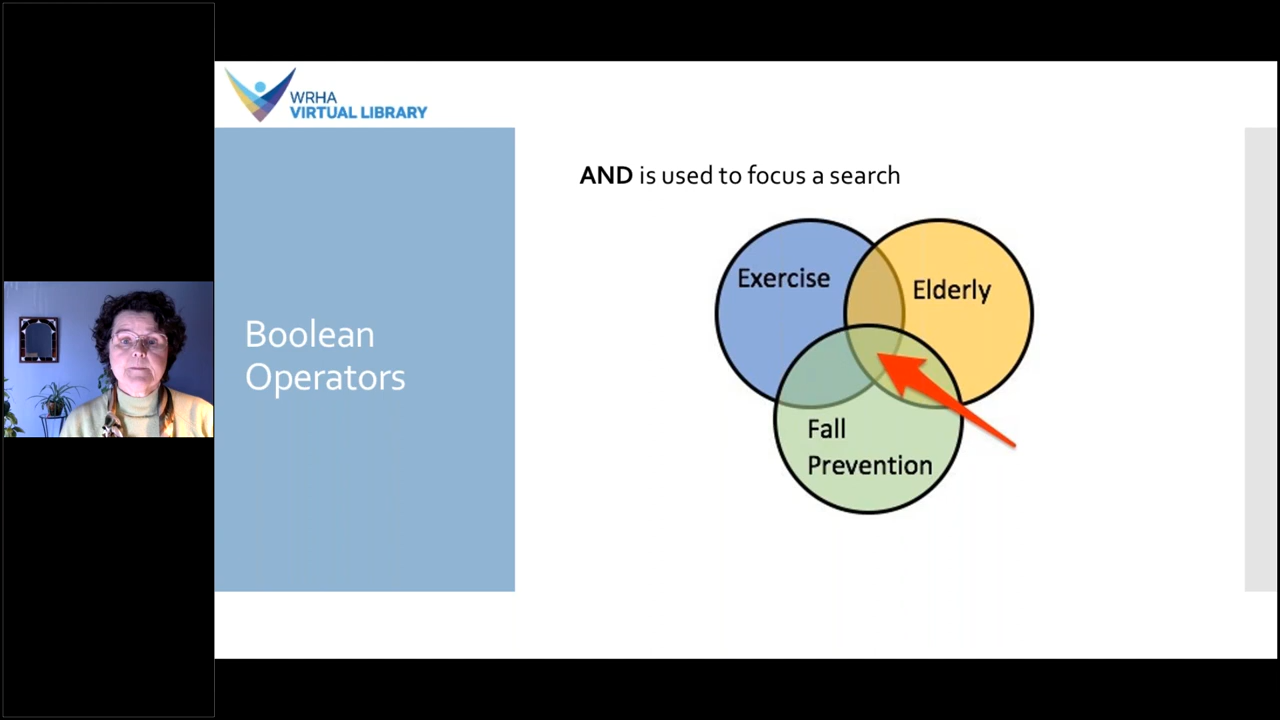 WRHA
VIRTUAL LIBRARY
Boolean
Operators
AND is used to focus a search
Exercise
Elderly
Fall
Prevention